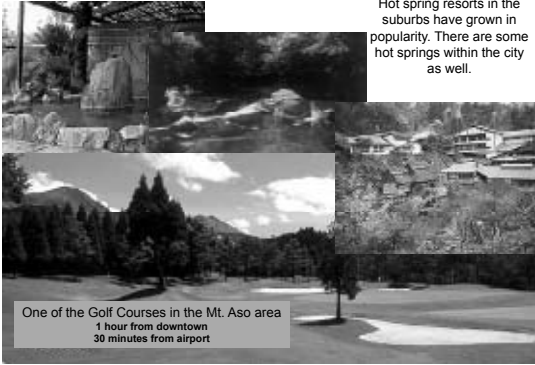 Hot spring resorts in the
suburbs have grown in
popularity. There are some
hot springs within the city
as well.
One of the Golf Courses in the Mt. Aso area
1 hour from downtown
30 minutes from airport